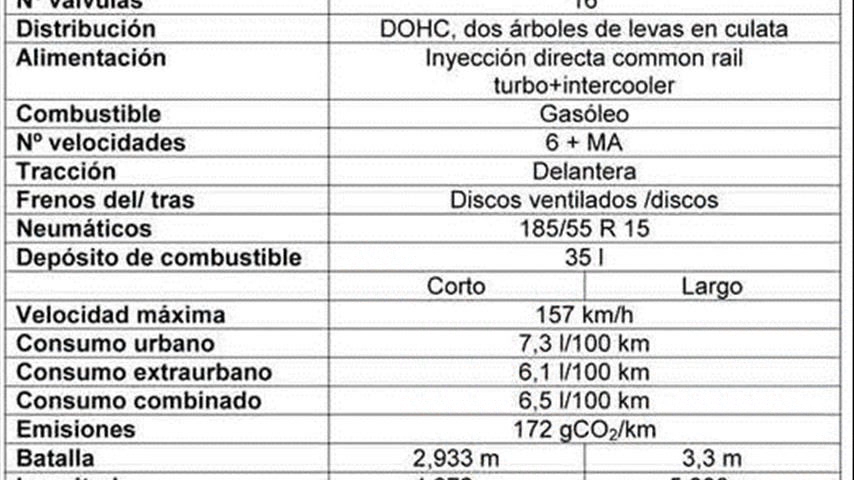 Nº válvulas 16
Distribución DOHC, dos árboles de levas en culata
Alimentación Inyección directa common rail
turbo+intercooler
Combustible Gasóleo
Nº velocidades 6 + MA
Tracción Delantera
Frenos del/ tras Discos ventilados /discos
Neumáticos 185/55 R 15
Depósito de combustible 35 l
Corto Largo
Velocidad máxima 157 km/h
Consumo urbano 7,3 l/100 km
Consumo extraurbano 6,1 l/100 km
Consumo combinado 6,5 l/100 km
Emisiones 172 gCO₂/km
Batalla 2,933 m 3,3 m